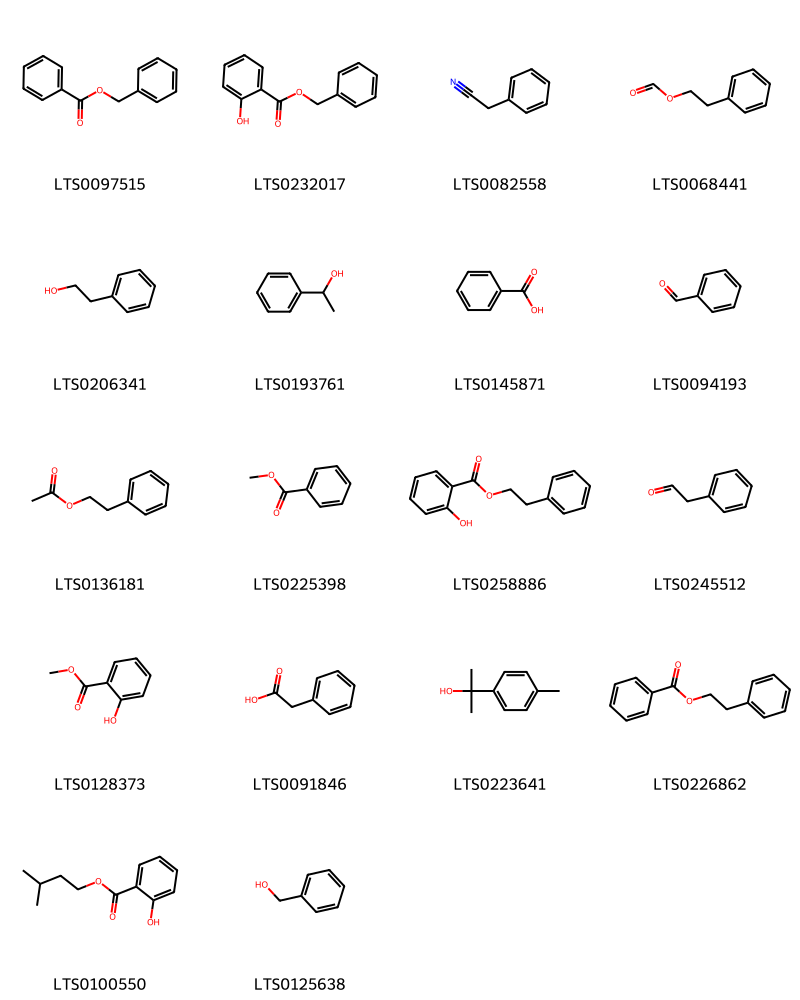 O
O
LTS0097515
O
O
OH
LTS0232017
N
LTS0082558
O
O
LTS0068441
HO
LTS0206341
OH
LTS0193761
O
OH
LTS0145871
O
LTS0094193
O
O
LTS0136181
O
O
LTS0225398
O
O
OH
LTS0258886
O
LTS0245512
O
O
HO
LTS0128373
O
HO
LTS0091846
HO
LTS0223641
O
O
LTS0226862
O
O
OH
LTS0100550
HO
LTS0125638